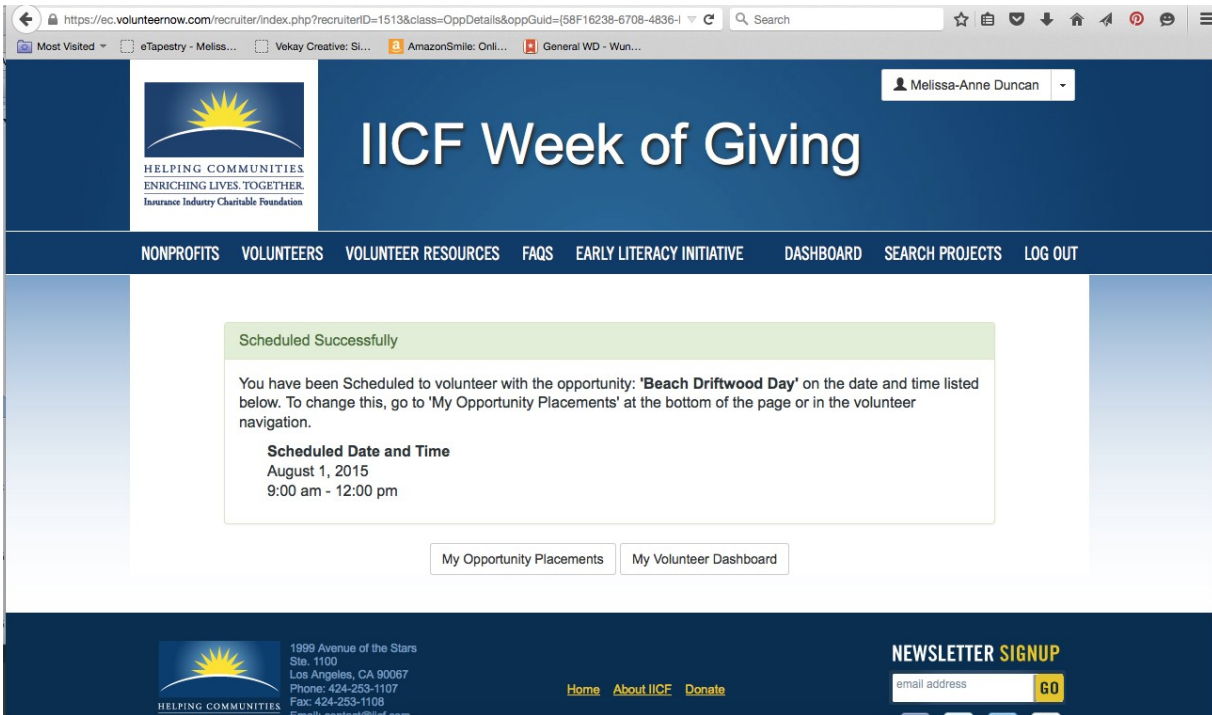 https://ec.volunteernow.com/recruiter/index.php?recruiterID=1513&class=OppDetails&oppGuid={58F16238-6708-4836-
Search
Most Visited
eTapestry - Meliss...
Vekay Creative: Si...
AmazonSmile: Onli...
General WD - Wun...
Melissa-Anne Duncan
IICF Week of Giving
HELPING COMMUNITIES.
ENRICHING LIVES. TOGETHER.
Insurance Industry Charitable Foundation
NONPROFITS VOLUNTEERS VOLUNTEER RESOURCES FAQS EARLY LITERACY INITIATIVE DASHBOARD SEARCH PROJECTS LOG OUT
Scheduled Successfully
You have been Scheduled to volunteer with the opportunity: 'Beach Driftwood Day' on the date and time listed
below. To change this, go to 'My Opportunity Placements' at the bottom of the page or in the volunteer
navigation.
Scheduled Date and Time
August 1, 2015
9:00 am - 12:00 pm
My Opportunity Placements
My Volunteer Dashboard
HELPING COMMUNITIES
1999 Avenue of the Stars
Ste. 1100
Los Angeles, CA 90067
Phone: 424-253-1107
Fax: 424-253-1108
Home About IICF Donate
NEWSLETTER SIGNUP
email address
GO